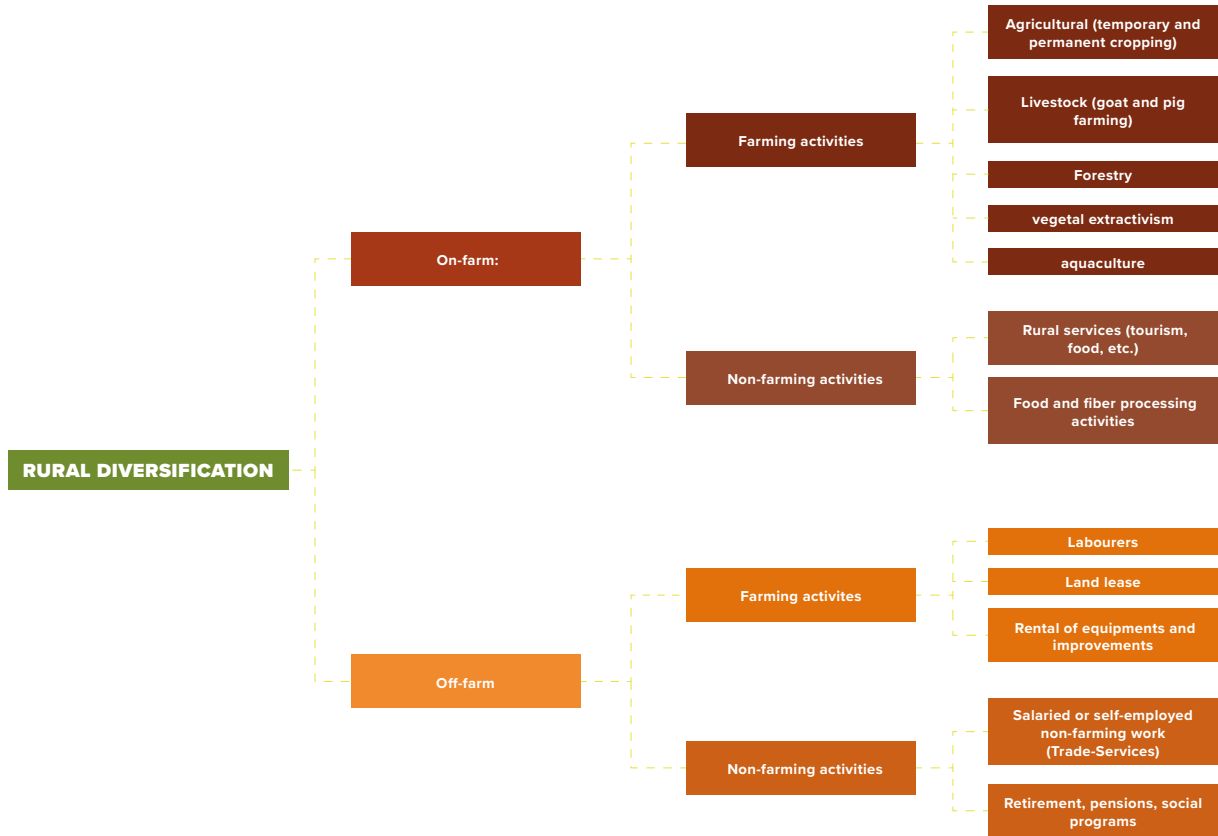 RURAL DIVERSIFICATION
On-farm:
Farming activities
Agricultural (temporary and
permanent cropping)
Livestock (goat and pig
farming)
Forestry
vegetal extractivism
aquaculture
Non-farming activities
Rural services (tourism,
food, etc.)
Food and fiber processing
activities
Off-farm
Farming activites
Labourers
Land lease
Rental of equipments and
improvements
Non-farming activities
Salaried or self-employed
non-farming work
(Trade-Services)
Retirement, pensions, social
programs